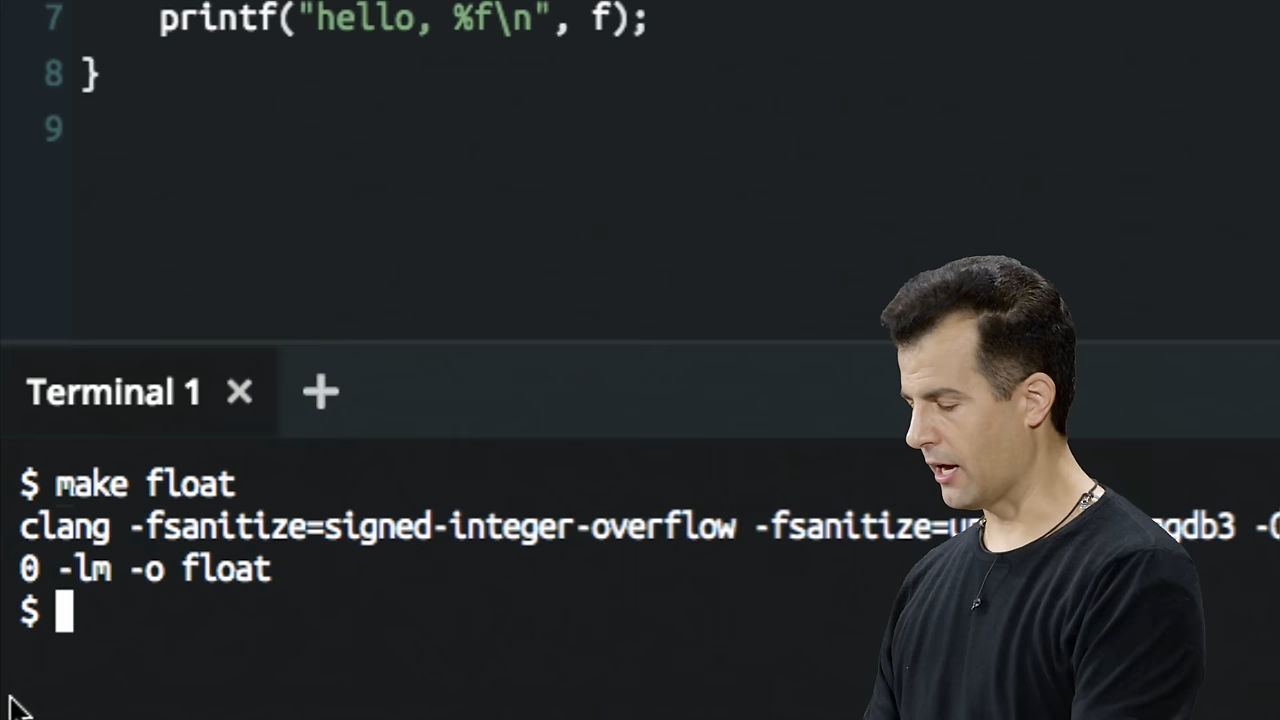 7 printf("hello, %f\n", f);
8 }
9
Terminal 1 × +
$ make float
clang -fsanitize=signed-integer-overflow -fsanitize=u gdb3 -O
0 -lm -o float
$